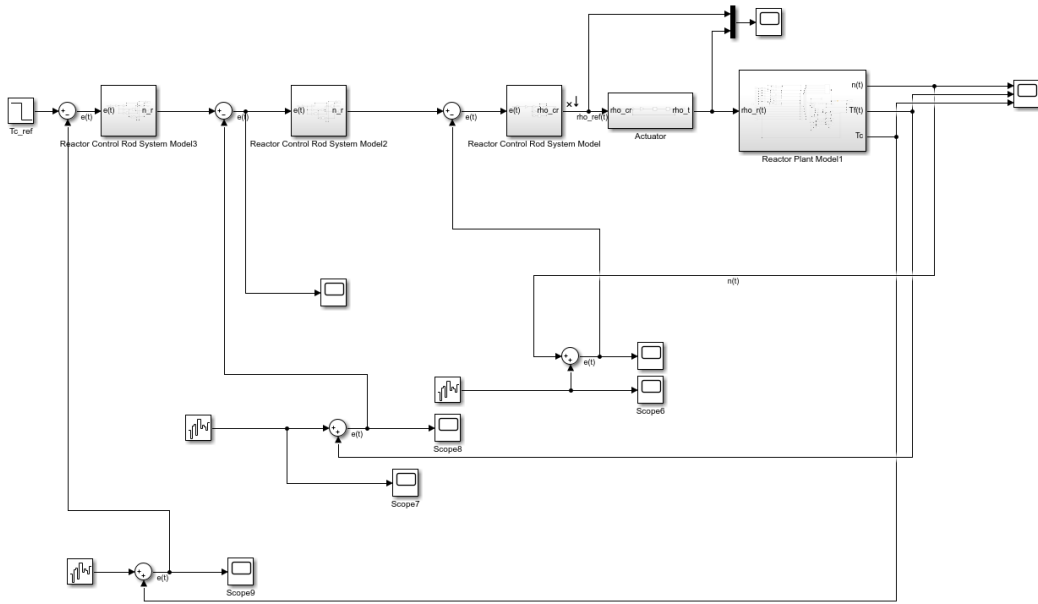 Tc_ref
e(t)
e(t)
n_r
Reactor Control Rod System Model3
e(t)
e(t)
n_r
Reactor Control Rod System Model2
e(t)
e(t)
rho_cr
Reactor Control Rod System Model
rho_ref(t)
rho_cr
rho_t
Actuator
rho_r(t)
n(t)
Tf(t)
Tc
Reactor Plant Model1
n(t)
e(t)
Scope6
e(t)
Scope8
Scope7
e(t)
Scope9